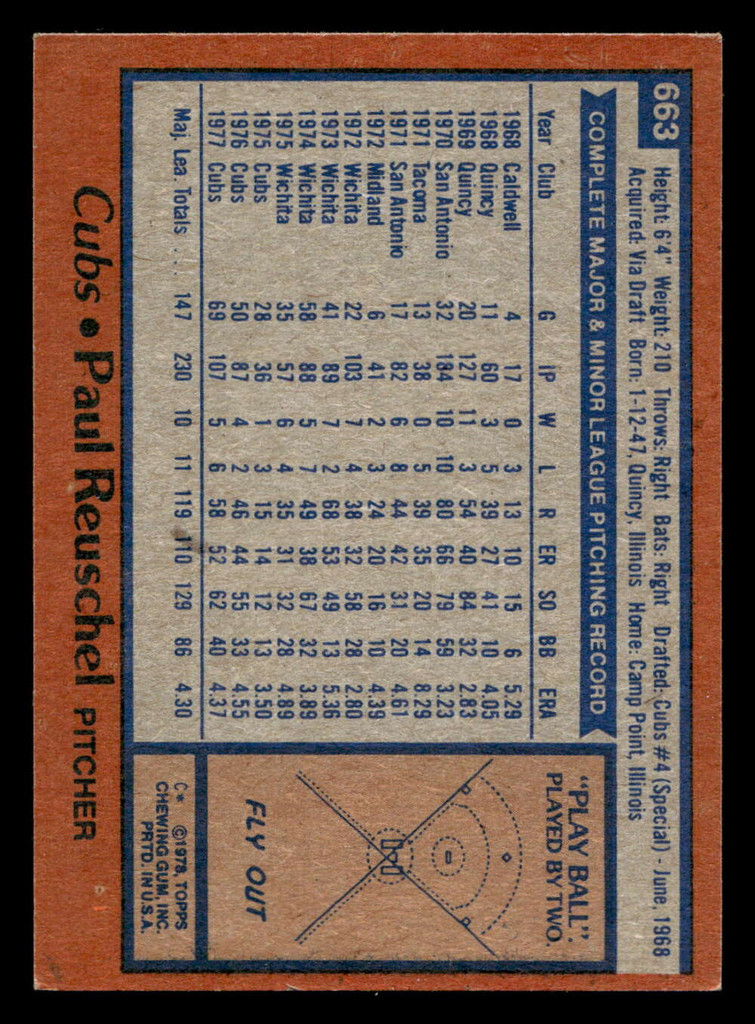 663
Height: 6'4" Weight: 210 Throws: Right Bats: Right Drafted: Cubs #4 (Special) - June, 1968
Acquired: Via Draft Born: 1-12-47, Quincy, Illinois Home: Camp Point, Illinois
COMPLETE MAJOR & MINOR LEAGUE PITCHING RECORD
Year Club G IP W L R ER SO BB ERA
1968 Caldwell 4 17 0 3 13 10 15 6 5.29
1968 Quincy 11 60 3 5 39 27 41 10 4.05
1969 Quincy 20 127 11 3 54 40 84 32 2.83
1970 San Antonio 32 184 10 10 80 66 79 59 3.23
1971 Tacoma 13 38 0 5 39 35 20 14 8.29
1971 San Antonio 17 82 6 8 44 42 31 20 4.61
1972 Midland 6 41 2 3 24 20 16 10 4.39
1972 Wichita 22 103 7 4 38 32 58 28 2.80
1973 Wichita 41 89 7 2 68 53 49 13 5.36
1974 Wichita 58 88 5 7 49 38 67 32 3.89
1975 Wichita 35 57 6 4 35 31 32 28 4.89
1975 Cubs 28 36 1 3 15 14 12 13 3.50
1976 Cubs 50 87 4 2 46 44 55 33 4.55
1977 Cubs 69 107 5 6 58 52 62 40 4.37
Maj. Lea. Totals . . . 147 230 10 11 119 110 129 86 4.30
"PLAY BALL"
PLAYED BY TWO.
FLY OUT
C* ©1978, TOPPS
CHEWING GUM, INC.
PRTD. IN U.S.A.
Cubs • Paul Reuschel PITCHER